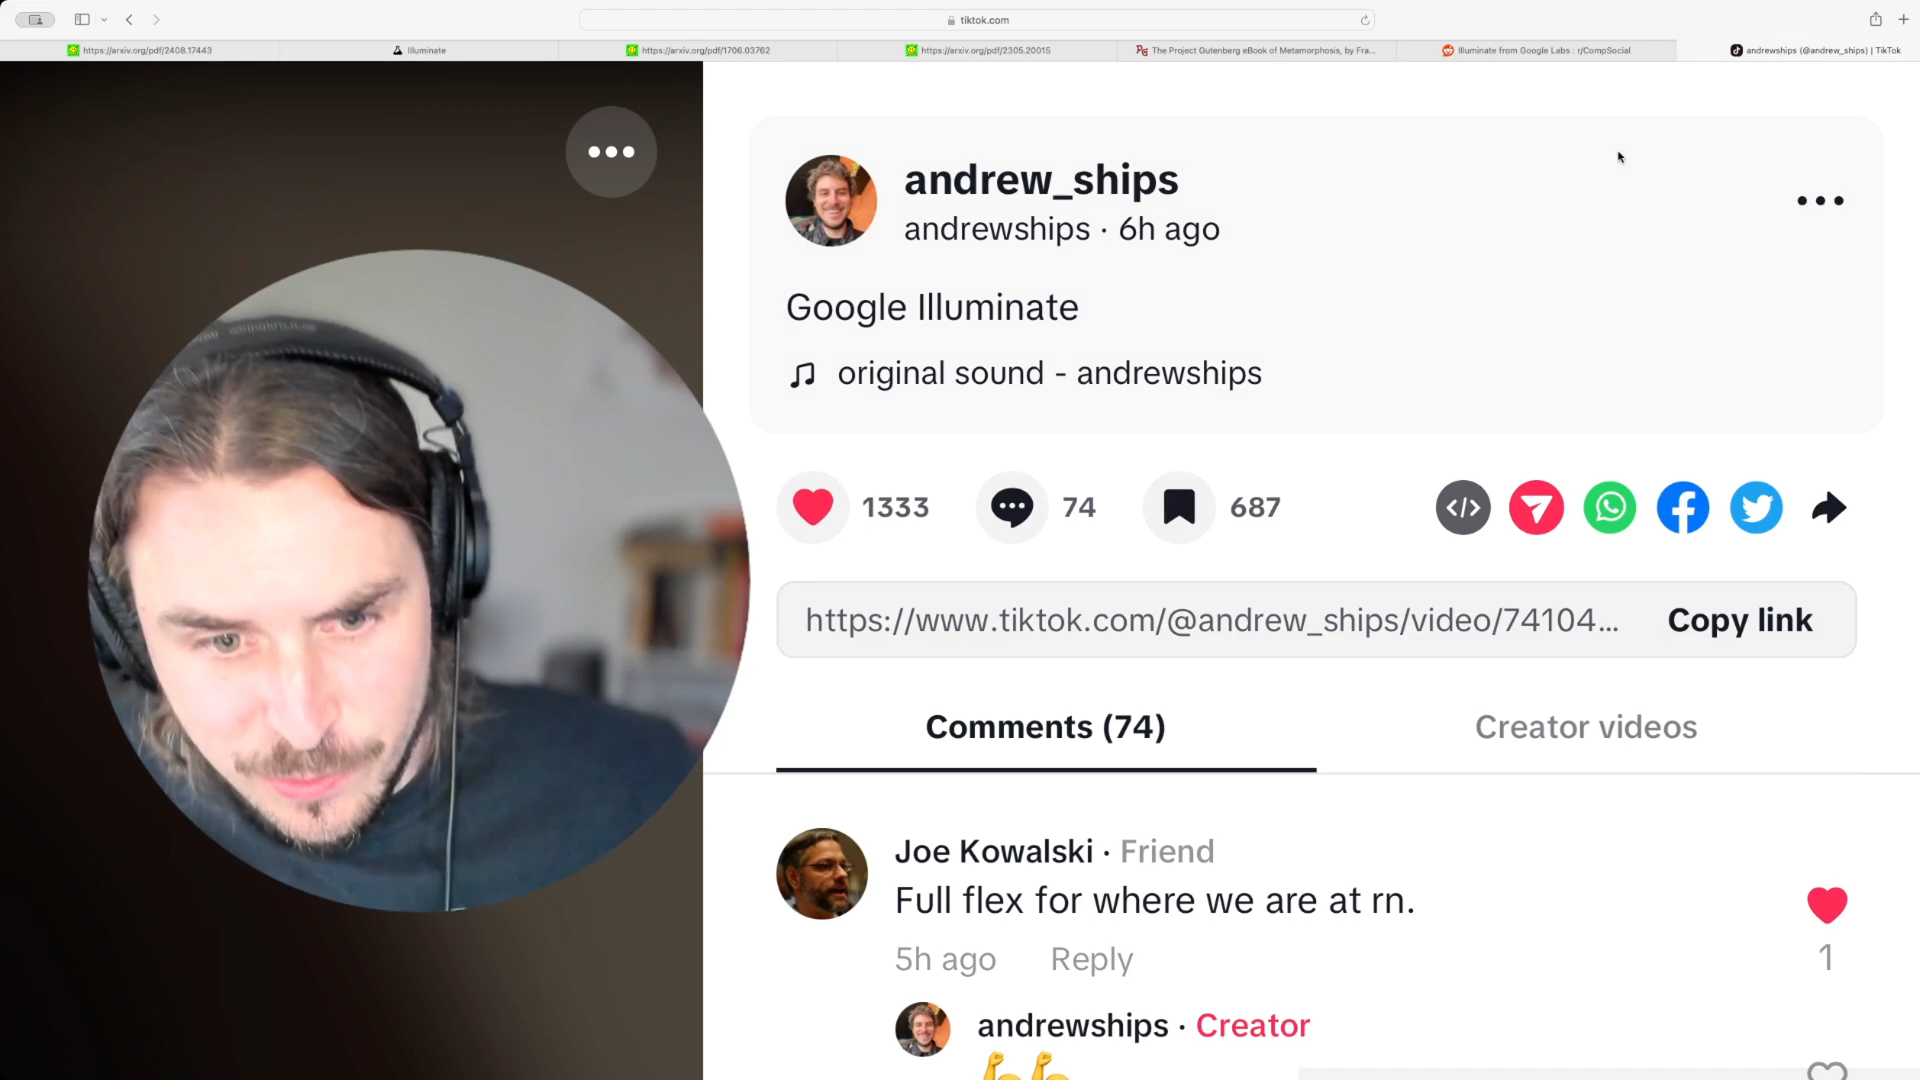 tiktok.com
https://arxiv.org/pdf/2408.17443
Illuminate
https://arxiv.org/pdf/1706.03762
https://arxiv.org/pdf/2305.20015
The Project Gutenberg eBook of Metamorphosis, by Fra...
Illuminate from Google Labs : r/CompSocial
andrewships (@andrew_ships) | TikTok
andrew_ships
andrewships · 6h ago
Google Illuminate
original sound - andrewships
1333
74
687
https://www.tiktok.com/@andrew_ships/video/74104...
Copy link
Comments (74)
Creator videos
Joe Kowalski · Friend
Full flex for where we are at rn.
5h ago
Reply
1
andrewships · Creator
💪💪